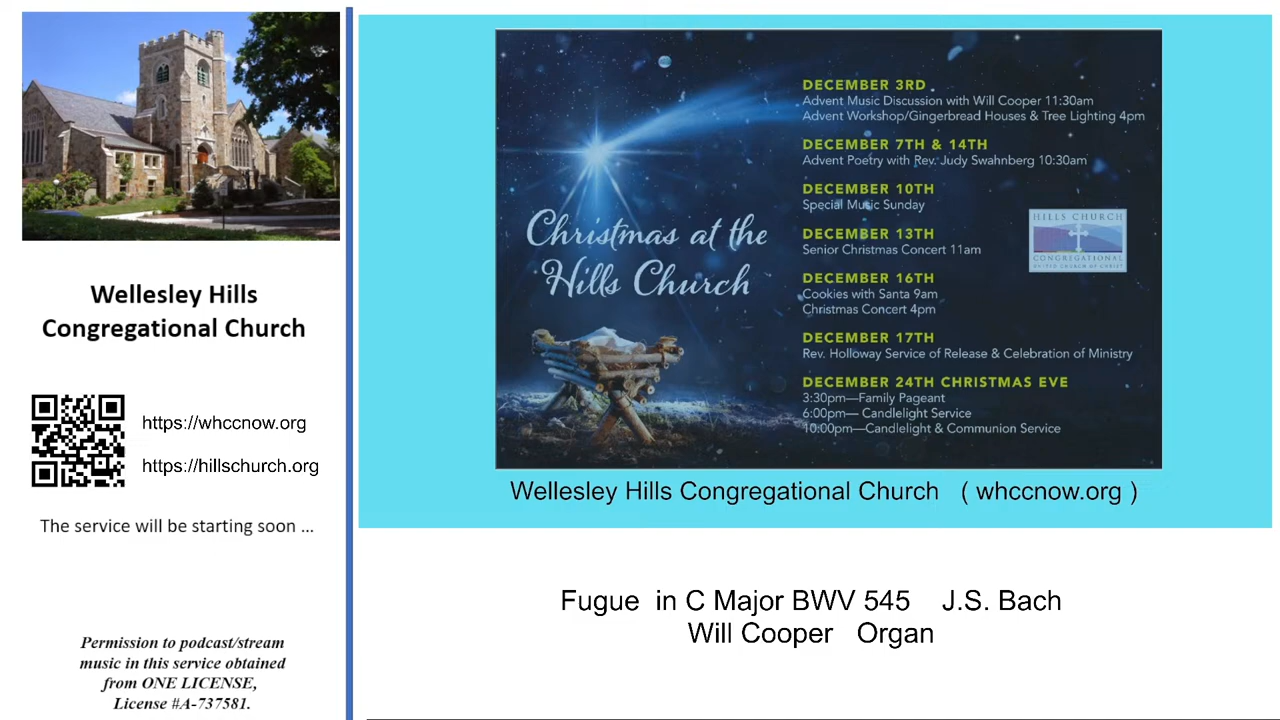 Wellesley Hills
Congregational Church
https://whccnow.org
https://hillschurch.org
The service will be starting soon ...
Permission to podcast/stream
music in this service obtained
from ONE LICENSE,
License #A-737581.
Christmas at the
Hills Church
DECEMBER 3RD
Advent Music Discussion with Will Cooper 11:30am
Advent Workshop/Gingerbread Houses & Tree Lighting 4pm
DECEMBER 7TH & 14TH
Advent Poetry with Rev. Judy Swahnberg 10:30am
DECEMBER 10TH
Special Music Sunday
DECEMBER 13TH
Senior Christmas Concert 11am
DECEMBER 16TH
Cookies with Santa 9am
Christmas Concert 4pm
DECEMBER 17TH
Rev. Holloway Service of Release & Celebration of Ministry
DECEMBER 24TH CHRISTMAS EVE
3:30pm—Family Pageant
6:00pm— Candlelight Service
10:00pm—Candlelight & Communion Service
HILLS CHURCH
CONGREGATIONAL
UNITED CHURCH OF CHRIST
Wellesley Hills Congregational Church ( whccnow.org )
Fugue in C Major BWV 545 J.S. Bach
Will Cooper Organ